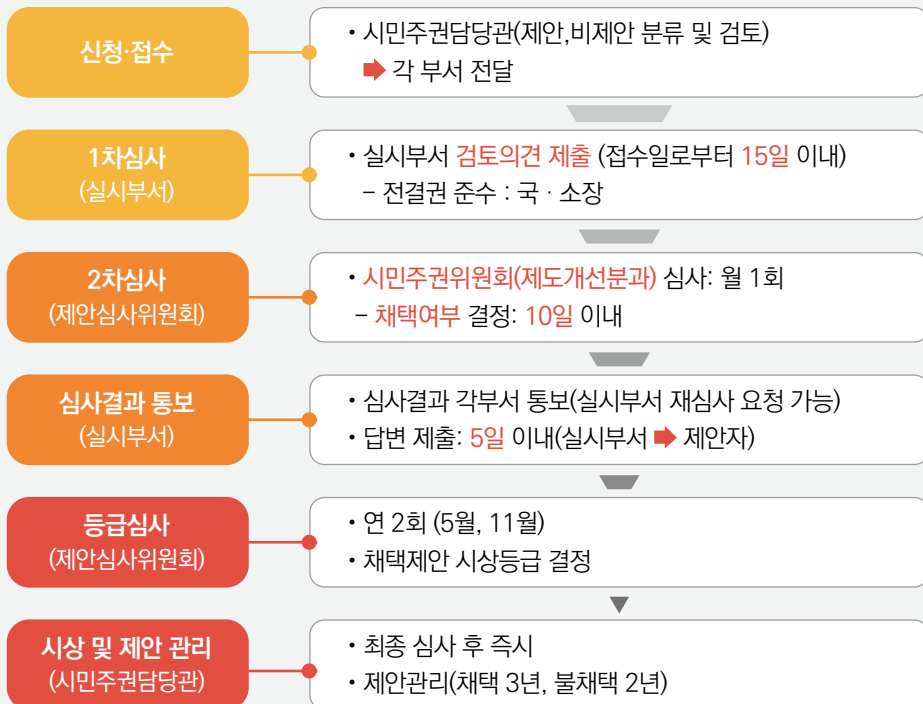 신청·접수
• 시민주권담당관(제안,비제안 분류 및 검토)
➡ 각 부서 전달
1차심사
(실시부서)
• 실시부서 검토의견 제출 (접수일로부터 15일 이내)
– 전결권 준수 : 국 · 소장
2차심사
(제안심사위원회)
• 시민주권위원회(제도개선분과) 심사: 월 1회
– 채택여부 결정: 10일 이내
심사결과 통보
(실시부서)
• 심사결과 각부서 통보(실시부서 재심사 요청 가능)
• 답변 제출: 5일 이내(실시부서 ➡ 제안자)
등급심사
(제안심사위원회)
• 연 2회 (5월, 11월)
• 채택제안 시상등급 결정
시상 및 제안 관리
(시민주권담당관)
• 최종 심사 후 즉시
• 제안관리(채택 3년, 불채택 2년)